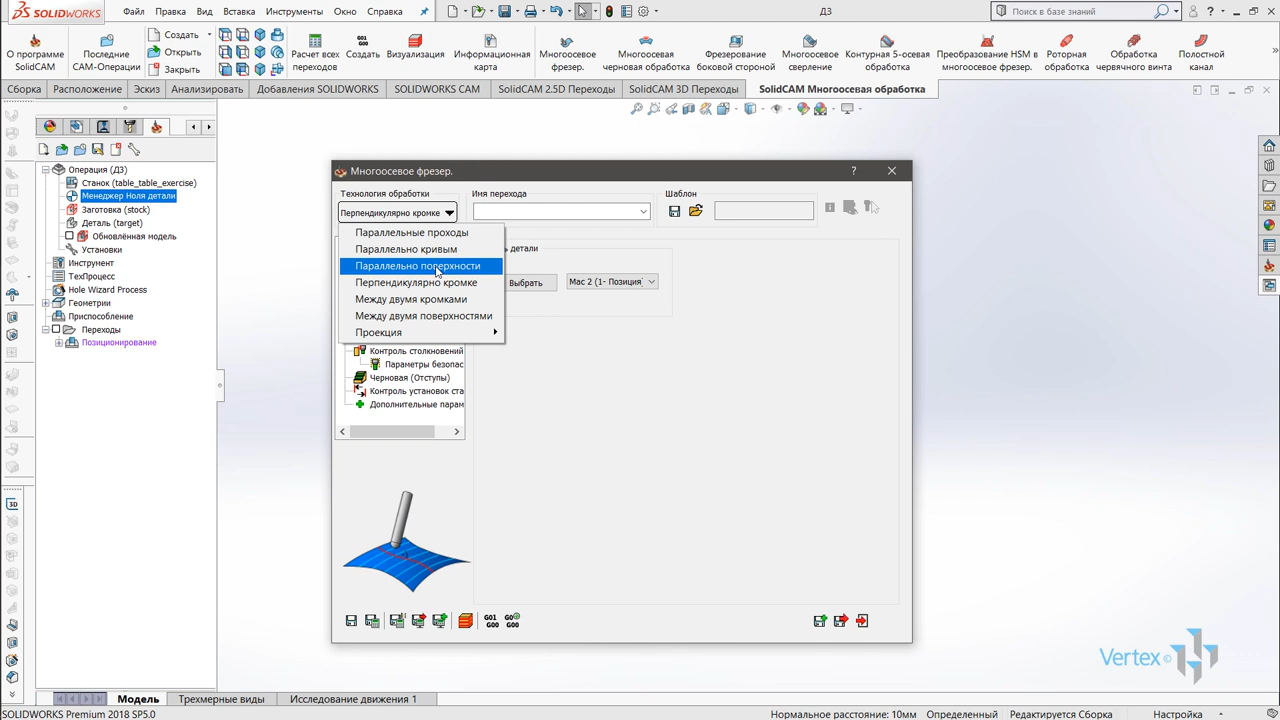 SOLIDWORKS
Файл Правка Вид Вставка Инструменты Окно Справка
Д3
Поиск в базе знаний
О программе SolidCAM
Последние CAM-Операции
Создать
Открыть
Закрыть
Расчет всех переходов
G01
G00
Создать
Визуализация
Информационная карта
Многоосевое фрезер.
Многоосевая черновая обработка
Фрезерование боковой стороной
Многоосевое сверление
Контурная 5-осевая обработка
Преобразование HSM в многоосевое фрезер.
Роторная обработка
Обработка червячного винта
Полостной канал
Сборка Расположение Эскиз Анализировать Добавления SOLIDWORKS SOLIDWORKS CAM SolidCAM 2.5D Переходы SolidCAM 3D Переходы SolidCAM Многоосевая обработка
Операция (Д3)
Станок (table_table_exercise)
Менеджер Ноля детали
Заготовка (stock)
Деталь (target)
Обновлённая модель
Установки
Инструмент
ТехПроцесс
Hole Wizard Process
Геометрии
Приспособление
Переходы
Позиционирование
Многоосевое фрезер.
?
Технология обработки
Имя перехода
Шаблон
Перпендикулярно кромке
Параллельные проходы
Параллельно кривым
Параллельно поверхности
Перпендикулярно кромке
Между двумя кромками
Между двумя поверхностями
Проекция
детали
Выбрать
Mac 2 (1- Позиция)
Контроль столкновений
Параметры безопас
Черновая (Отступы)
Контроль установок ста
Дополнительные парам
G01
G00
G0
G00
3D
Vertex ©
Модель Трехмерные виды Исследование движения 1
SOLIDWORKS Premium 2018 SP5.0
Нормальное расстояние: 10мм Определенный Редактируется Сборка Настройка